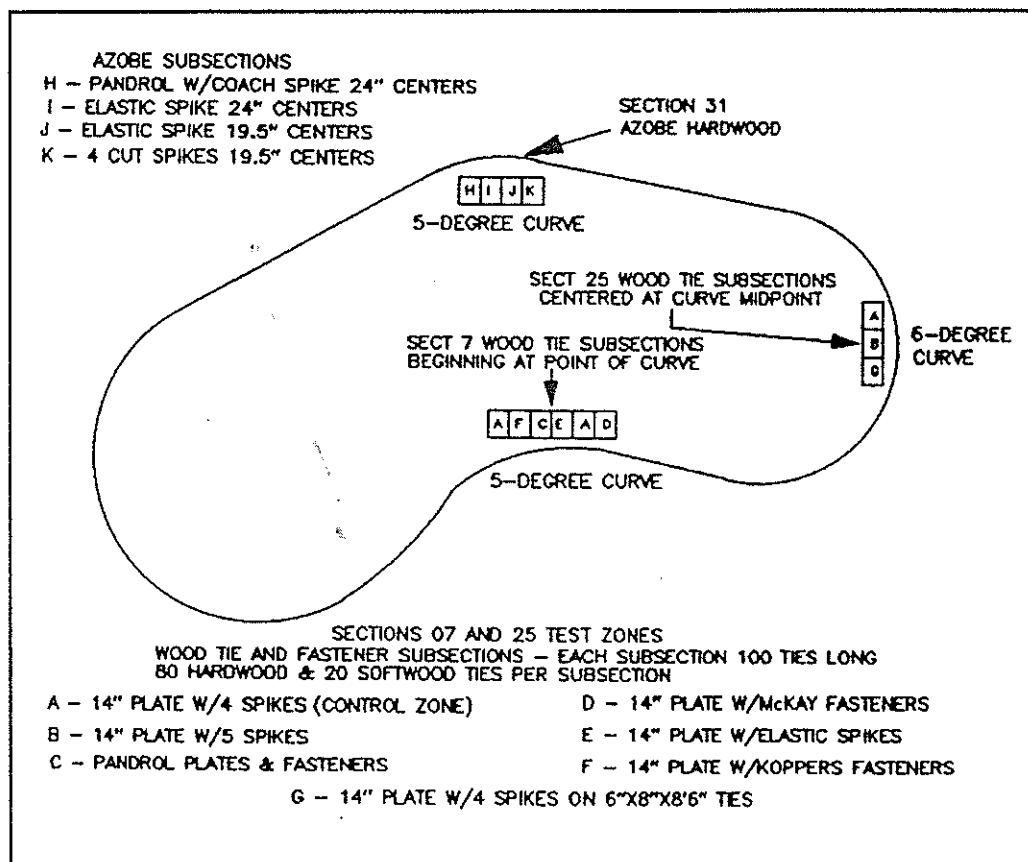 AZOBE SUBSECTIONS
H – PANDROL W/COACH SPIKE 24" CENTERS
I – ELASTIC SPIKE 24" CENTERS
J – ELASTIC SPIKE 19.5" CENTERS
K – 4 CUT SPIKES 19.5" CENTERS
SECTION 31
AZOBE HARDWOOD
H I J K
5–DEGREE CURVE
SECT 25 WOOD TIE SUBSECTIONS
CENTERED AT CURVE MIDPOINT
A
B
G
6–DEGREE
CURVE
SECT 7 WOOD TIE SUBSECTIONS
BEGINNING AT POINT OF CURVE
A F C E A D
5–DEGREE CURVE
SECTIONS 07 AND 25 TEST ZONES
WOOD TIE AND FASTENER SUBSECTIONS – EACH SUBSECTION 100 TIES LONG
80 HARDWOOD & 20 SOFTWOOD TIES PER SUBSECTION
A – 14" PLATE W/4 SPIKES (CONTROL ZONE)
B – 14" PLATE W/5 SPIKES
C – PANDROL PLATES & FASTENERS
D – 14" PLATE W/McKAY FASTENERS
E – 14" PLATE W/ELASTIC SPIKES
F – 14" PLATE W/KOPPERS FASTENERS
G – 14" PLATE W/4 SPIKES ON 6"X8"X8'6" TIES